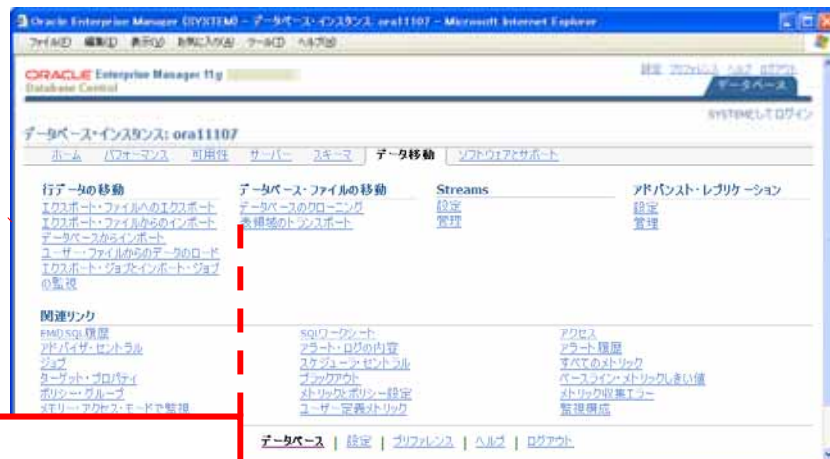 Oracle Enterprise Manager (SYSTEM) - データベース・インスタンス: ora11107 - Microsoft Internet Explorer
ファイル(F) 編集(E) 表示(V) お気に入り(A) ツール(T) ヘルプ(H)
ORACLE Enterprise Manager 11g
Database Control
設定 プリファレンス ヘルプ ログアウト
データベース
SYSTEMとしてログイン
データベース・インスタンス: ora11107
ホーム パフォーマンス 可用性 サーバー スキーマ データ移動 ソフトウェアとサポート
行データの移動
エクスポート・ファイルへのエクスポート
エクスポート・ファイルからのインポート
データベースからインポート
ユーザー・ファイルからのデータのロード
エクスポート・ジョブとインポート・ジョブ
の監視
データベース・ファイルの移動
データベースのクローニング
表領域のトランスポート
Streams
設定
管理
アドバンスト・レプリケーション
設定
管理
関連リンク
EMのSQL履歴
アドバイザ・セントラル
ジョブ
ターゲット・プロパティ
ポリシー・グループ
メモリー・アクセス・モードで監視
SQLワークシート
アラート・ログの内容
スケジューラ・セントラル
ブラックアウト
メトリックとポリシー設定
ユーザー定義メトリック
アクセス
アラート履歴
すべてのメトリック
ベースライン・メトリックしきい値
メトリック収集エラー
監視構成
データベース | 設定 | プリファレンス | ヘルプ | ログアウト